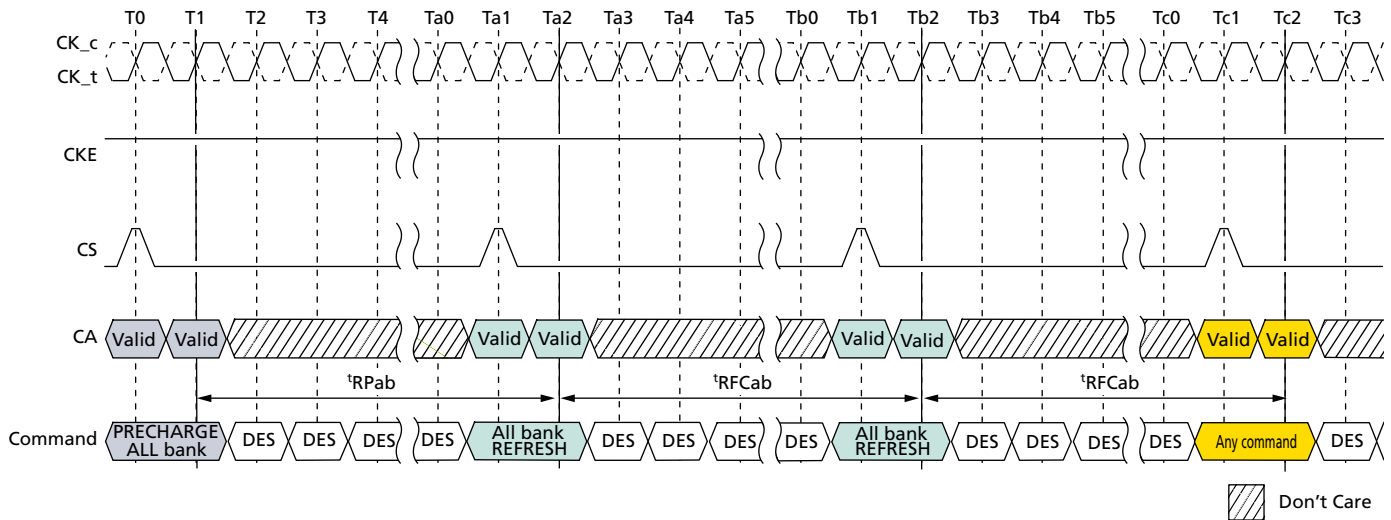 T0 T1 T2 T3 T4 Ta0 Ta1 Ta2 Ta3 Ta4 Ta5 Tb0 Tb1 Tb2 Tb3 Tb4 Tb5 Tc0 Tc1 Tc2 Tc3
CK_c
CK_t
CKE
CS
CA Valid Valid Valid Valid Valid Valid Valid Valid
tRPab tRFCab tRFCab
Command PRECHARGE ALL bank DES DES DES DES All bank REFRESH DES DES DES DES All bank REFRESH DES DES DES DES Any command DES
Don't Care